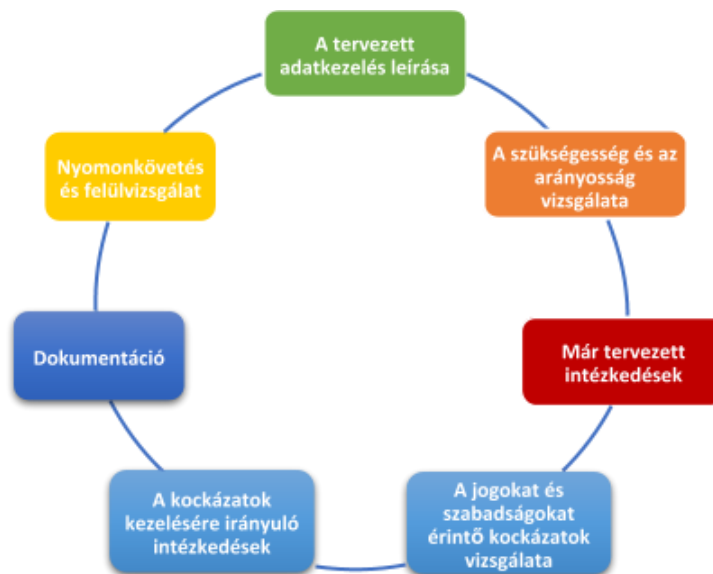 A tervezett
adatkezelés leírása
A szükségesség és az
arányosság
vizsgálata
Már tervezett
intézkedések
A jogokat és
szabadságokat
érintő kockázatok
vizsgálata
A kockázatok
kezelésére irányuló
intézkedések
Dokumentáció
Nyomonkövetés
és felülvizsgálat